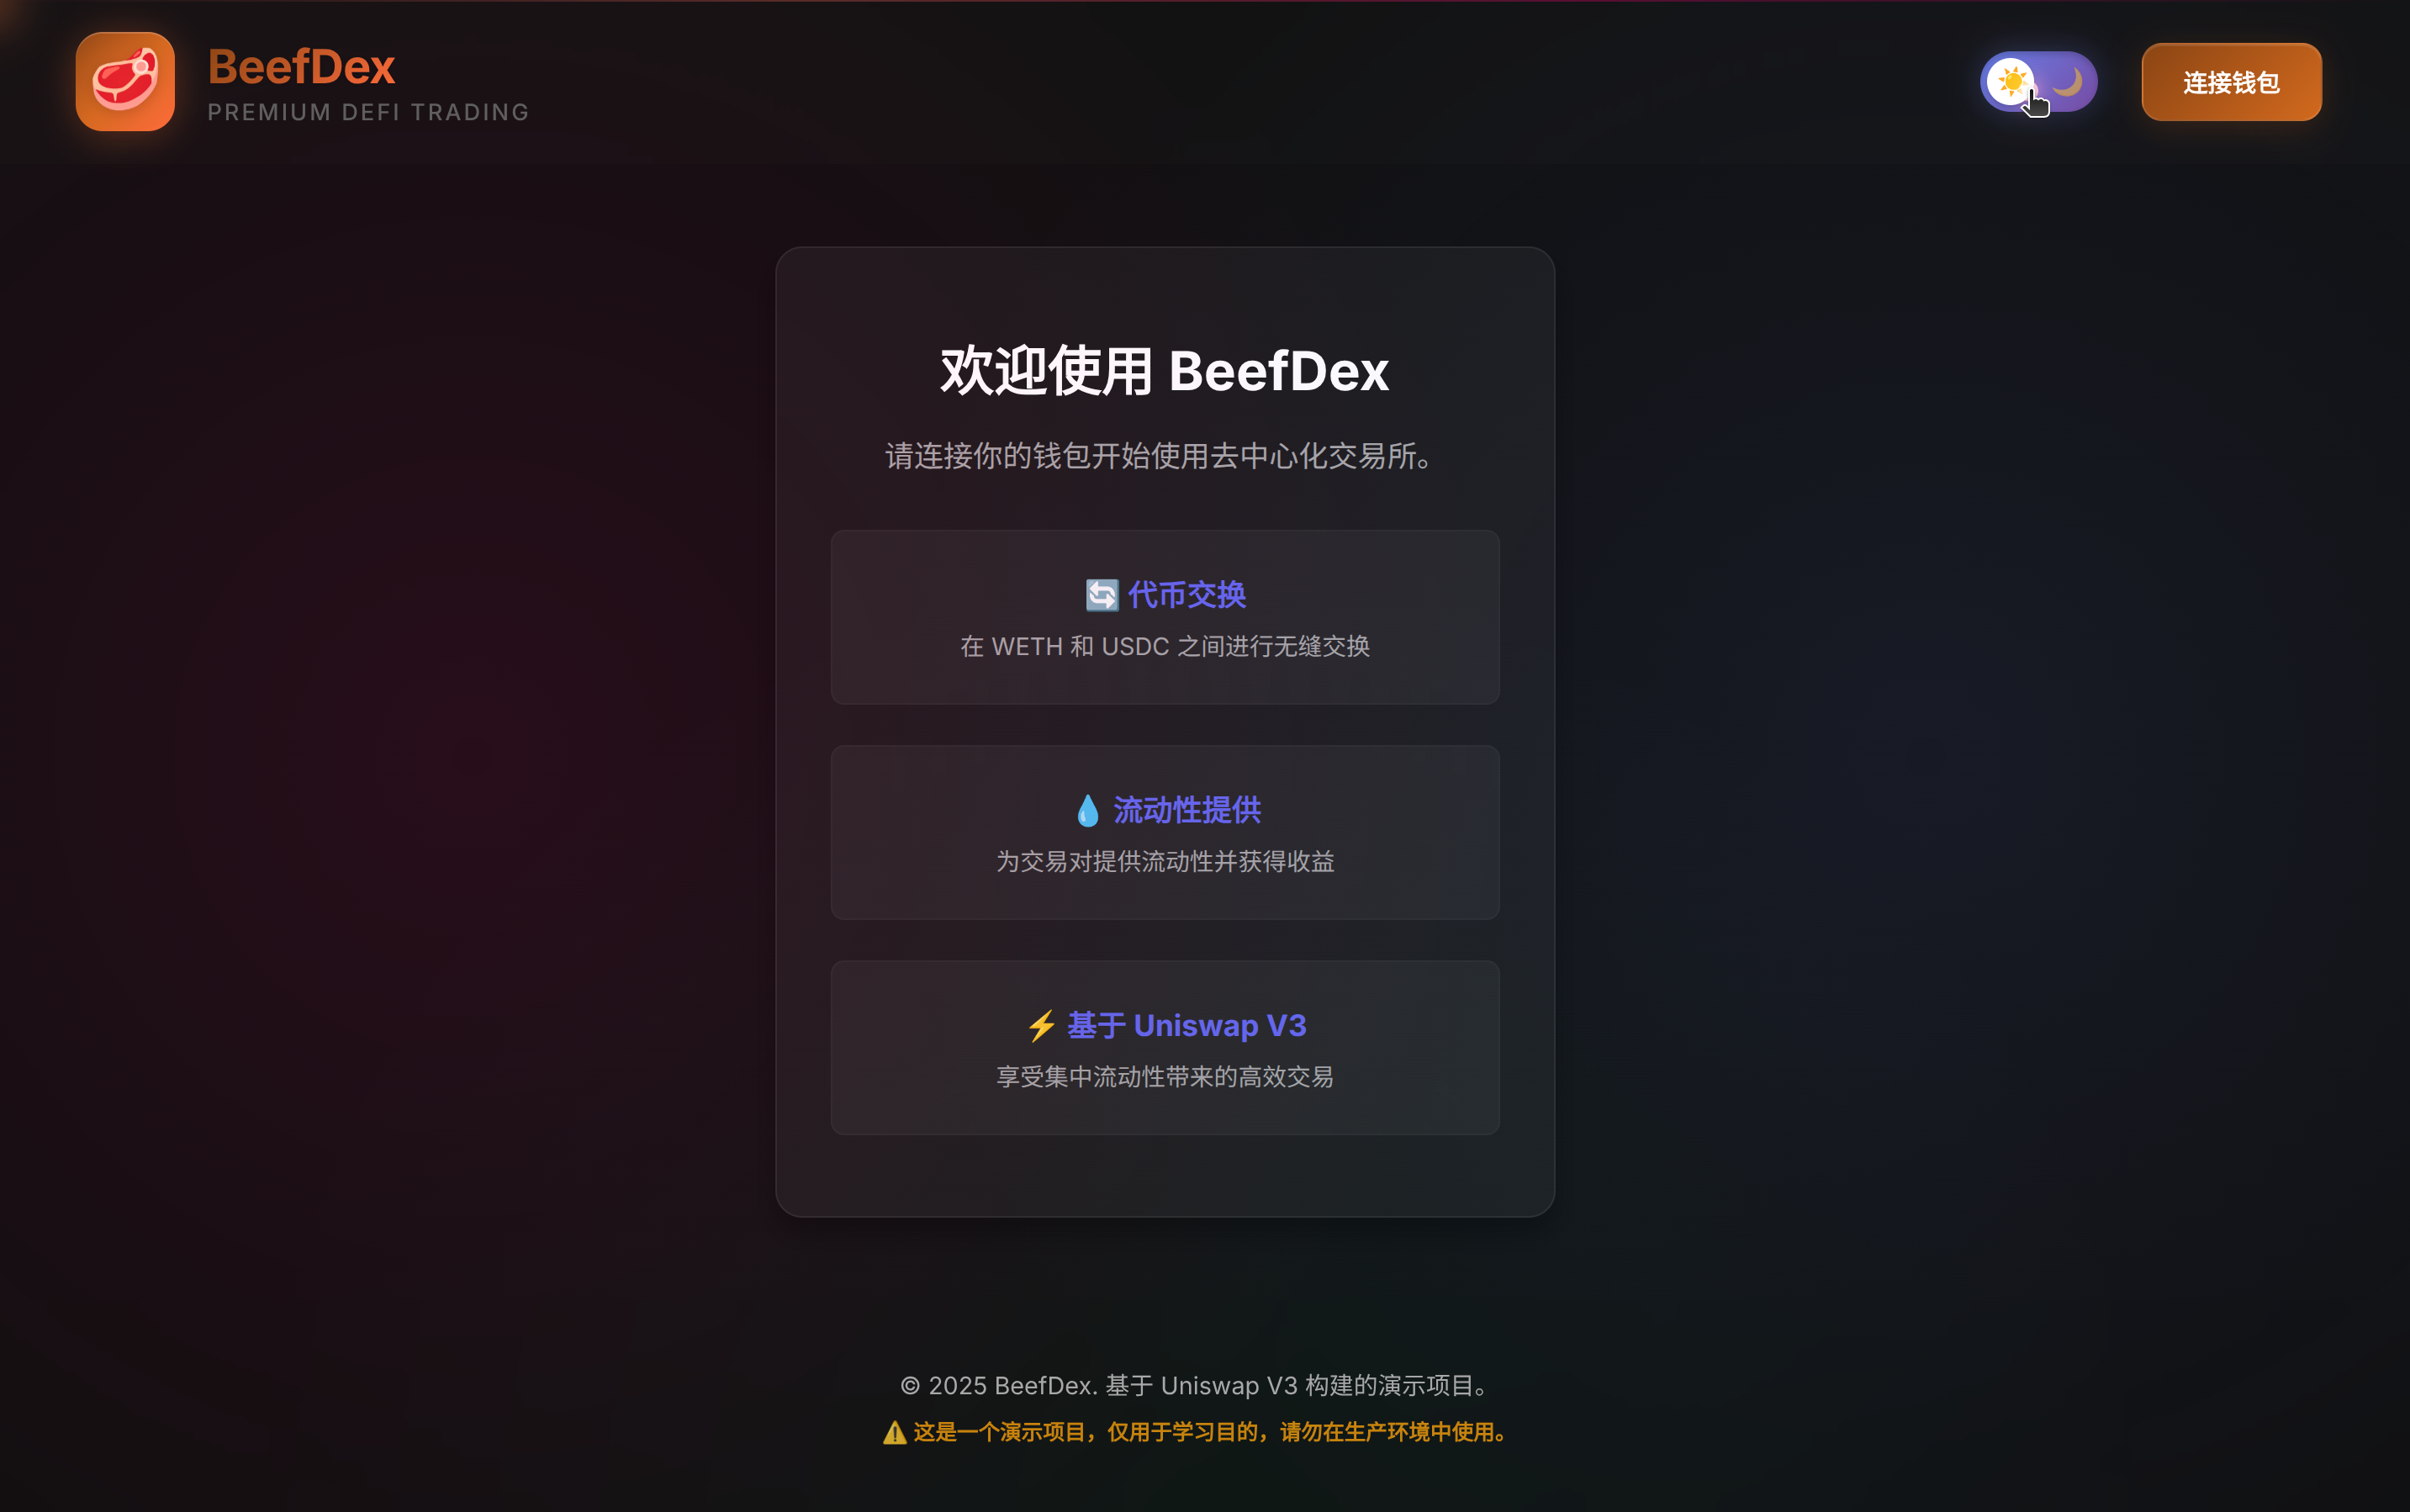 BeefDex
PREMIUM DEFI TRADING
连接钱包
欢迎使用 BeefDex
请连接你的钱包开始使用去中心化交易所。
代币交换
在 WETH 和 USDC 之间进行无缝交换
流动性提供
为交易对提供流动性并获得收益
基于 Uniswap V3
享受集中流动性带来的高效交易
© 2025 BeefDex. 基于 Uniswap V3 构建的演示项目。
这是一个演示项目，仅用于学习目的，请勿在生产环境中使用。